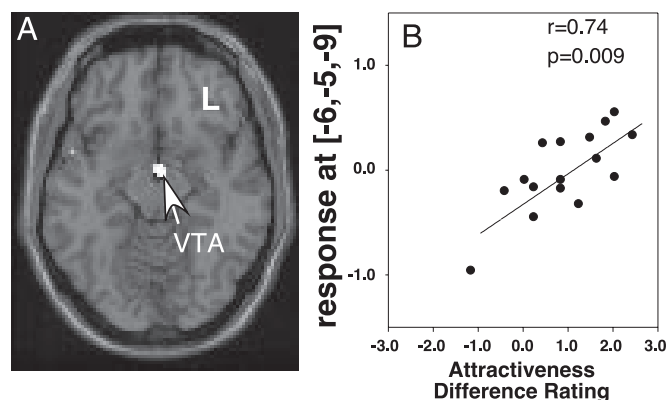 A
L
VTA
B
r=0.74
p=0.009
response at [-6,-5,-9]
1.0
0.0
-1.0
-3.0 -2.0 -1.0 0.0 1.0 2.0 3.0
Attractiveness
Difference Rating